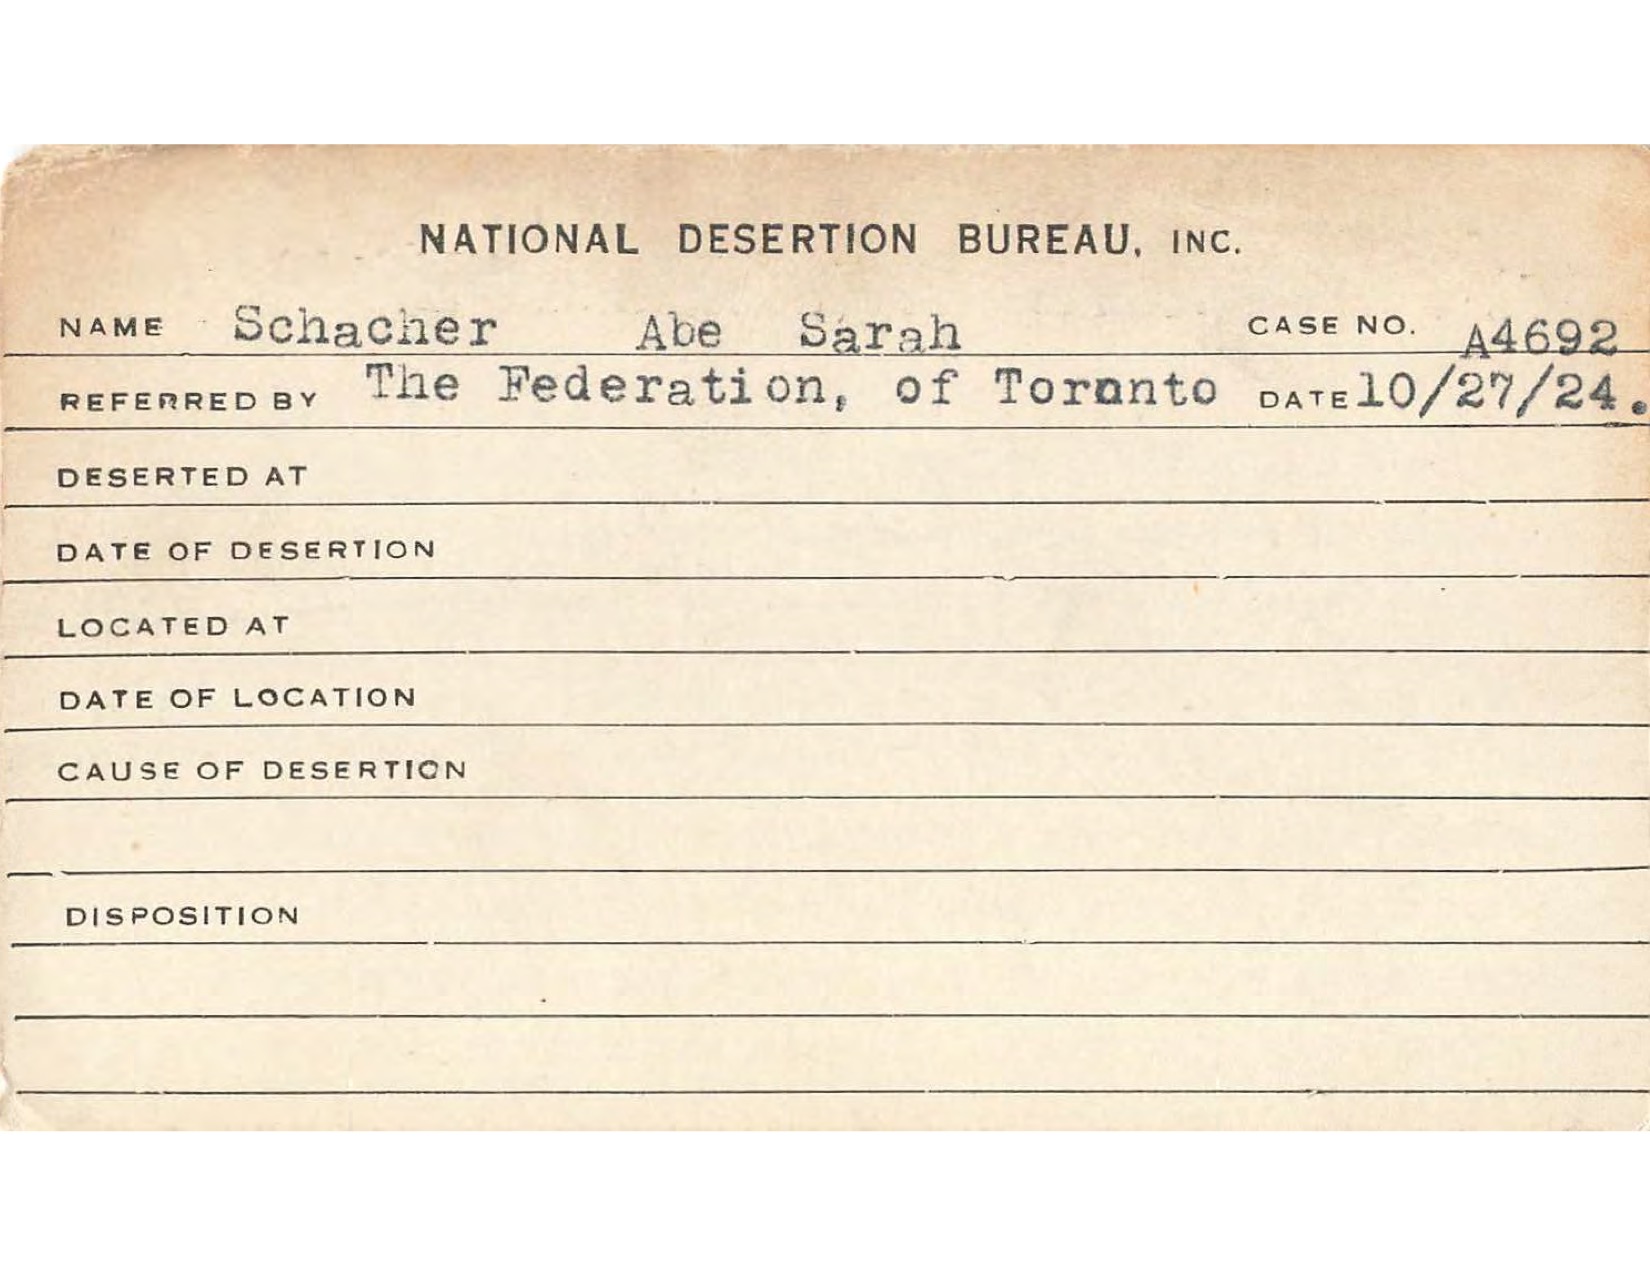 NATIONAL DESERTION BUREAU, INC.
NAME Schacher Abe Sarah CASE NO. A4692
REFERRED BY The Federation, of Toronto DATE 10/27/24.
DESERTED AT
DATE OF DESERTION
LOCATED AT
DATE OF LOCATION
CAUSE OF DESERTION
DISPOSITION